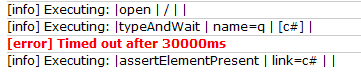 [info] Executing: |open | / | |
[info] Executing: |typeAndWait | name=q | [c#] |
[error] Timed out after 30000ms
[info] Executing: |assertElementPresent | link=c# | |